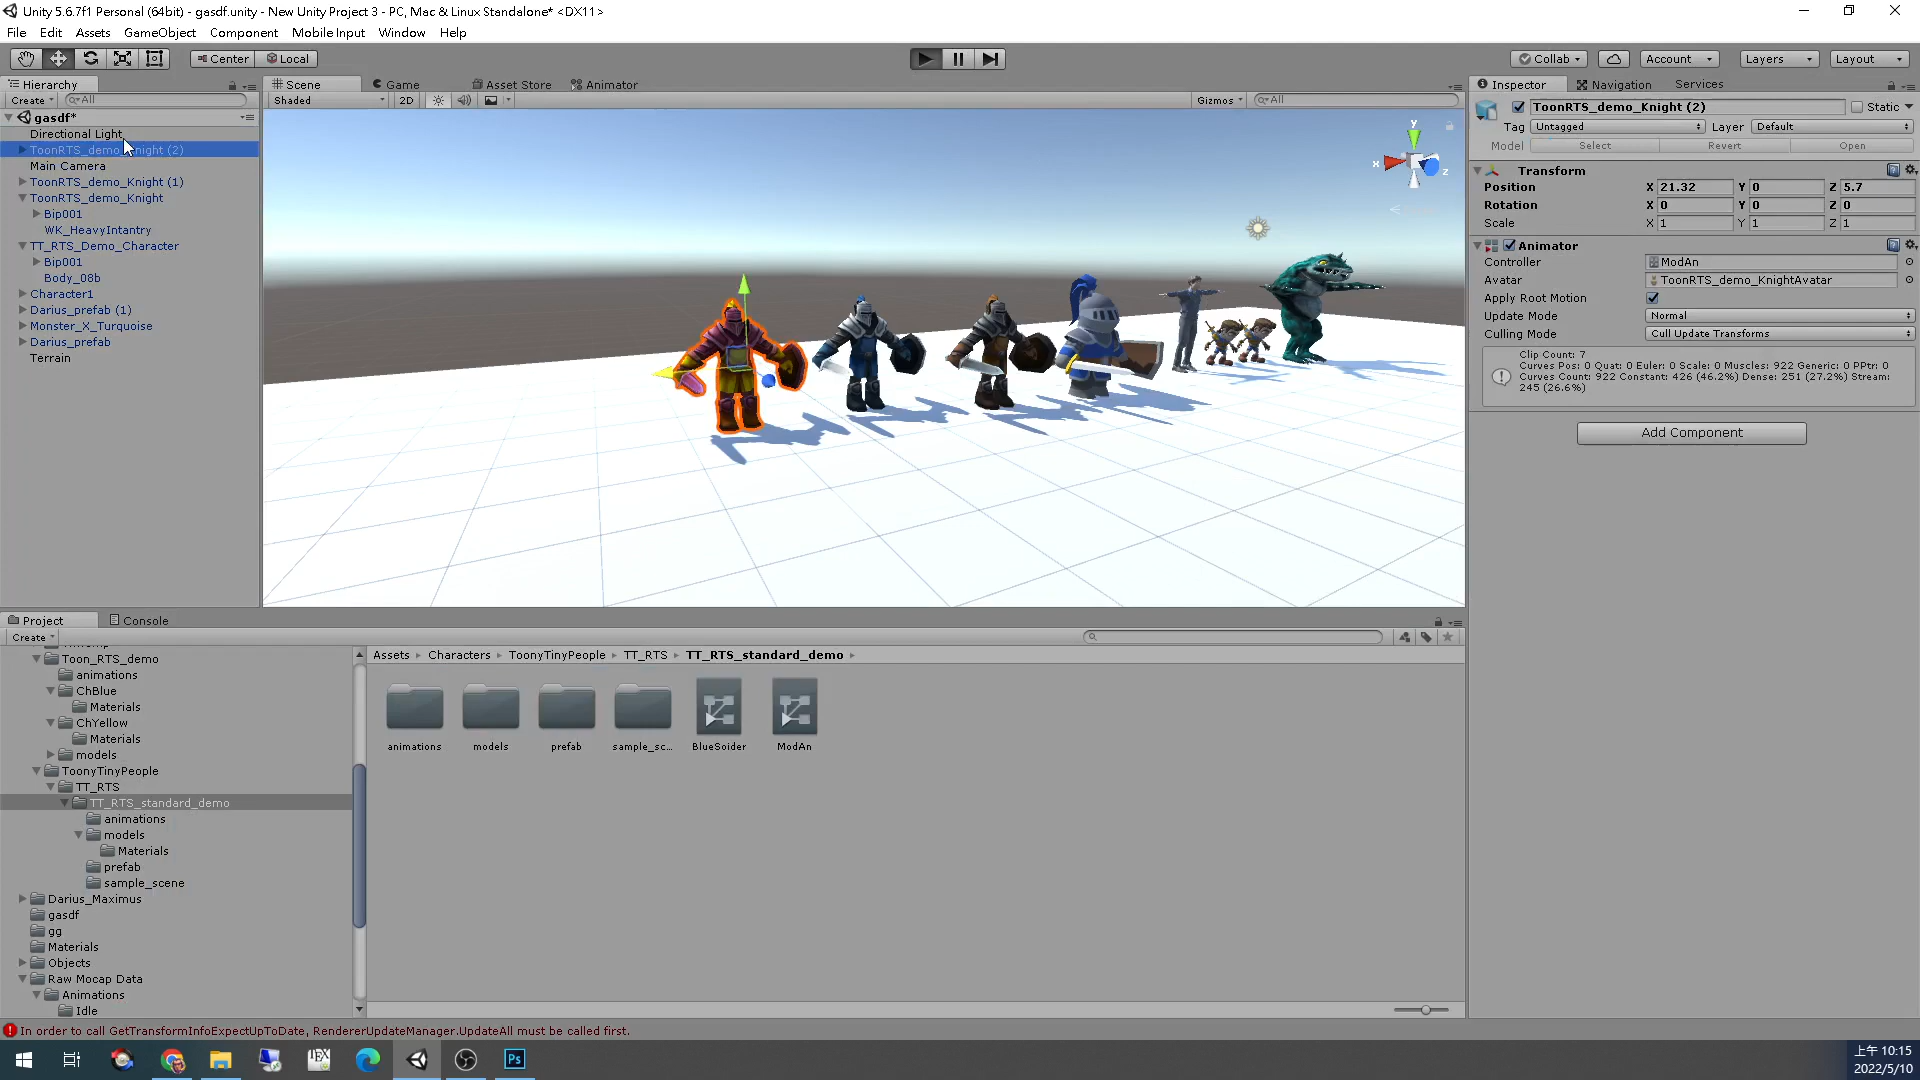 Unity 5.6.7f1 Personal (64bit) - gasdf.unity - New Unity Project 3 - PC, Mac & Linux Standalone* <DX11>
File Edit Assets GameObject Component Mobile Input Window Help
Center Local Collab Account Layers Layout
Hierarchy Scene Game Asset Store Animator Inspector Navigation Services
Create All Shaded 2D Gizmos All
gasdf*
Directional Light
ToonRTS_demo_Knight (2)
Main Camera
ToonRTS_demo_Knight (1)
ToonRTS_demo_Knight
Bip001
WK_HeavyIntantry
TT_RTS_Demo_Character
Bip001
Body_08b
Character1
Darius_prefab (1)
Monster_X_Turquoise
Darius_prefab
Terrain
y
x
z
ToonRTS_demo_Knight (2) Static
Tag Untagged Layer Default
Model Select Revert Open
Transform
Position X 21.32 Y 0 Z 5.7
Rotation X 0 Y 0 Z 0
Scale X 1 Y 1 Z 1
Animator
Controller ModAn
Avatar ToonRTS_demo_KnightAvatar
Apply Root Motion
Update Mode Normal
Culling Mode Cull Update Transforms
Clip Count: 7
Curves Pos: 0 Quat: 0 Euler: 0 Scale: 0 Muscles: 922 Generic: 0 PPtr: 0
Curves Count: 922 Constant: 426 (46.2%) Dense: 251 (27.2%) Stream:
245 (26.6%)
Add Component
Project Console
Create
Toon_RTS_demo
animations
ChBlue
Materials
ChYellow
Materials
models
ToonyTinyPeople
TT_RTS
TT_RTS_standard_demo
animations
models
Materials
prefab
sample_scene
Darius_Maximus
gasdf
gg
Materials
Objects
Raw Mocap Data
Animations
Idle
Assets Characters ToonyTinyPeople TT_RTS TT_RTS_standard_demo
animations models prefab sample_sc... BlueSoider ModAn
In order to call GetTransformInfoExpectUpToDate, RendererUpdateManager.UpdateAll must be called first.
Ps
上午 10:15
2022/5/10